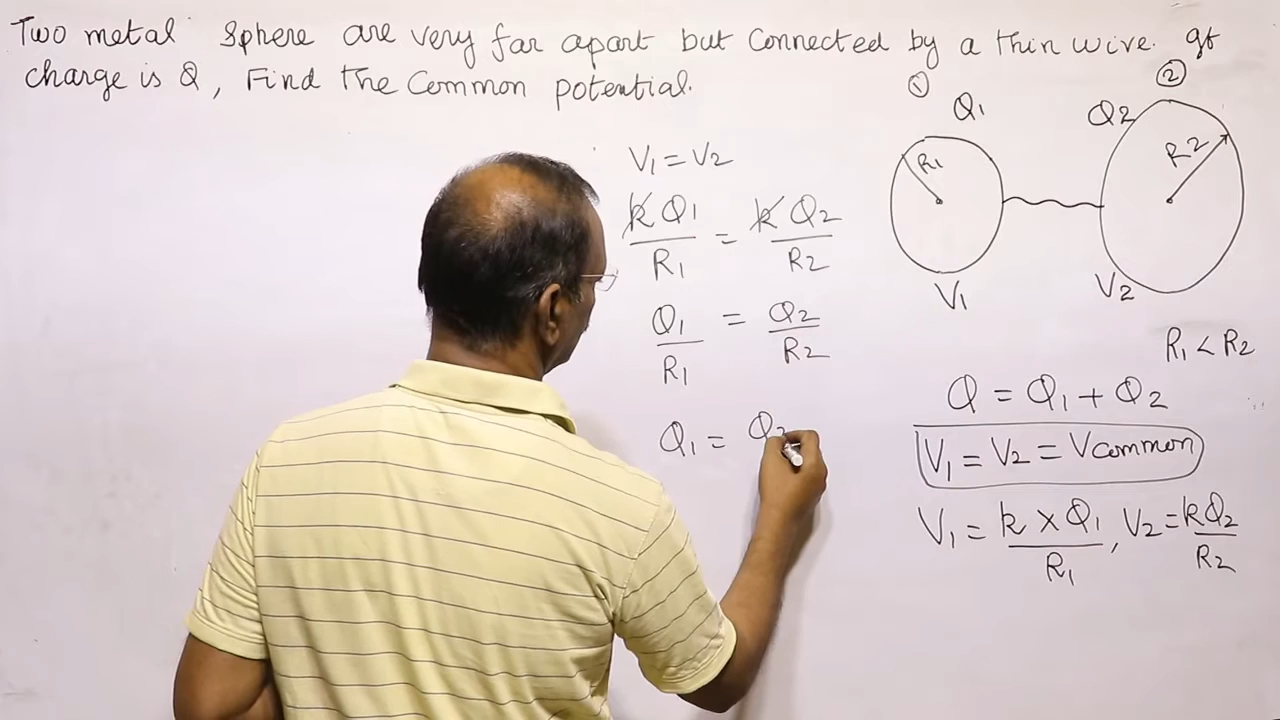 Two metal sphere are very far apart but connected by a thin wire. If
charge is Q, Find the Common potential.
① Q1
② Q2
R1
R2
V1
V2
R1 < R2
V1 = V2
kQ1/R1 = kQ2/R2
Q1/R1 = Q2/R2
Q1 = Q2
Q = Q1 + Q2
V1 = V2 = Vcommon
V1 = k × Q1/R1, V2 = kQ2/R2